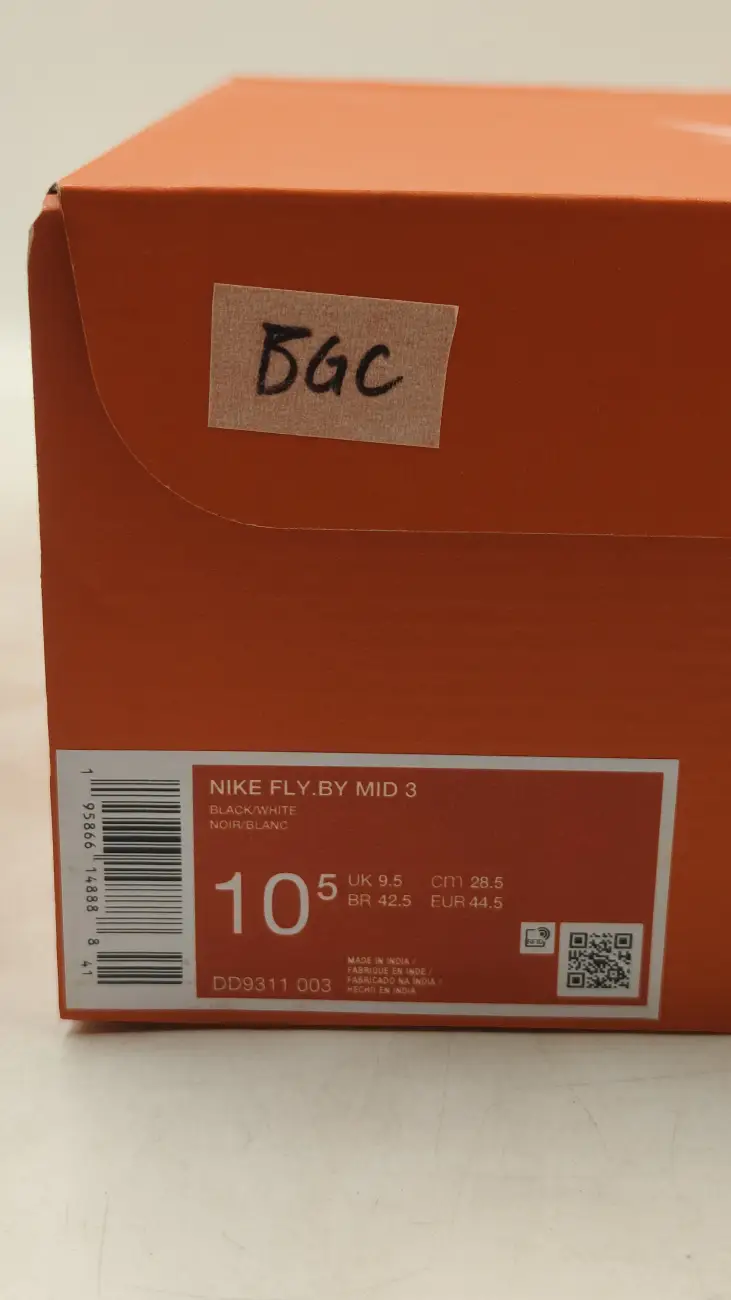 BGC
NIKE FLY.BY MID 3
BLACK/WHITE
NOIR/BLANC
10 5
UK 9.5 cm 28.5
BR 42.5 EUR 44.5
MADE IN INDIA /
FABRIQUE EN INDE /
FABRICADO NA ÍNDIA /
HECHO EN INDIA
DD9311 003
1 95866 14888 8 41